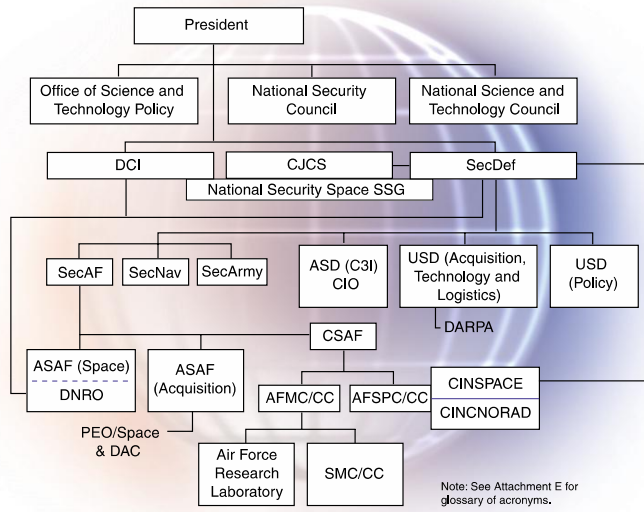 President
Office of Science and
Technology Policy
National Security
Council
National Science and
Technology Council
DCI
CJCS
SecDef
National Security Space SSG
SecAF
SecNav
SecArmy
ASD (C3I)
CIO
USD (Acquisition,
Technology and
Logistics)
USD
(Policy)
DARPA
CSAF
ASAF (Space)
DNRO
ASAF
(Acquisition)
AFMC/CC
AFSPC/CC
CINSPACE
CINCNORAD
PEO/Space
& DAC
Air Force
Research
Laboratory
SMC/CC
Note: See Attachment E for
glossary of acronyms.